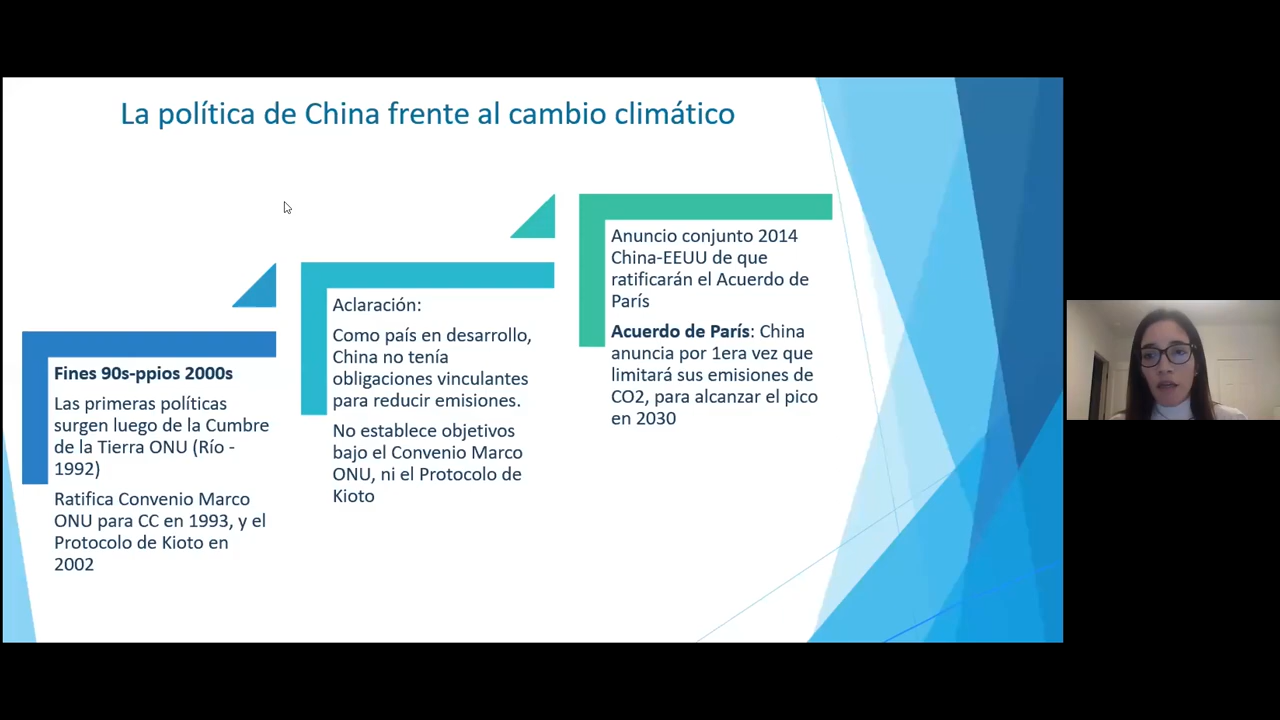 La política de China frente al cambio climático
Fines 90s-ppios 2000s
Las primeras políticas
surgen luego de la Cumbre
de la Tierra ONU (Río -
1992)
Ratifica Convenio Marco
ONU para CC en 1993, y el
Protocolo de Kioto en
2002
Aclaración:
Como país en desarrollo,
China no tenía
obligaciones vinculantes
para reducir emisiones.
No establece objetivos
bajo el Convenio Marco
ONU, ni el Protocolo de
Kioto
Anuncio conjunto 2014
China-EEUU de que
ratificarán el Acuerdo de
París
Acuerdo de París: China
anuncia por 1era vez que
limitará sus emisiones de
CO2, para alcanzar el pico
en 2030